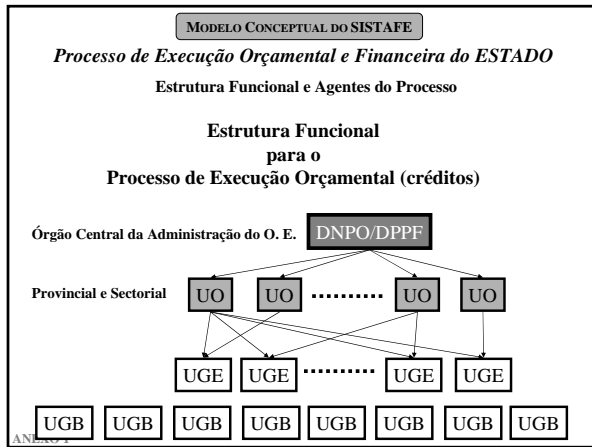 MODELO CONCEPTUAL DO SISTAFE
Processo de Execução Orçamental e Financeira do ESTADO
Estrutura Funcional e Agentes do Processo
Estrutura Funcional
para o
Processo de Execução Orçamental (créditos)
Órgão Central da Administração do O. E. DNPO/DPPF
Provincial e Sectorial UO UO .......... UO UO
UGE UGE .......... UGE UGE
UGB UGB UGB UGB UGB UGB UGB UGB
ANEXO 1